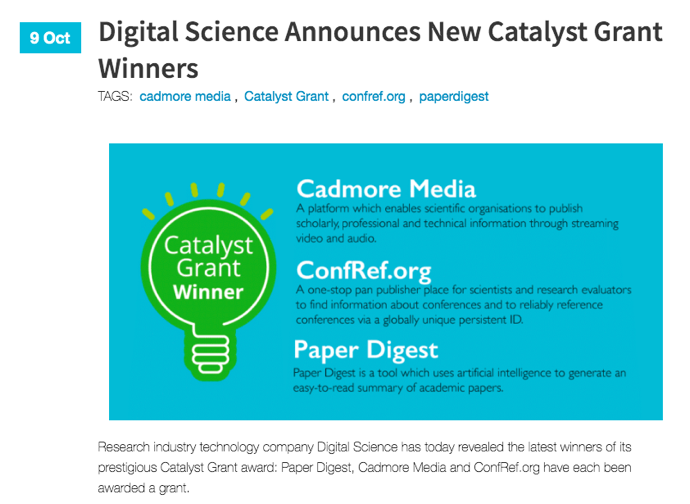 9 Oct
Digital Science Announces New Catalyst Grant
Winners
TAGS: cadmore media , Catalyst Grant , confref.org , paperdigest
Catalyst
Grant
Winner
Cadmore Media
A platform which enables scientific organisations to publish
scholarly, professional and technical information through streaming
video and audio.
ConfRef.org
A one-stop pan publisher place for scientists and research evaluators
to find information about conferences and to reliably reference
conferences via a globally unique persistent ID.
Paper Digest
Paper Digest is a tool which uses artificial intelligence to generate an
easy-to-read summary of academic papers.
Research industry technology company Digital Science has today revealed the latest winners of its
prestigious Catalyst Grant award: Paper Digest, Cadmore Media and ConfRef.org have each been
awarded a grant.